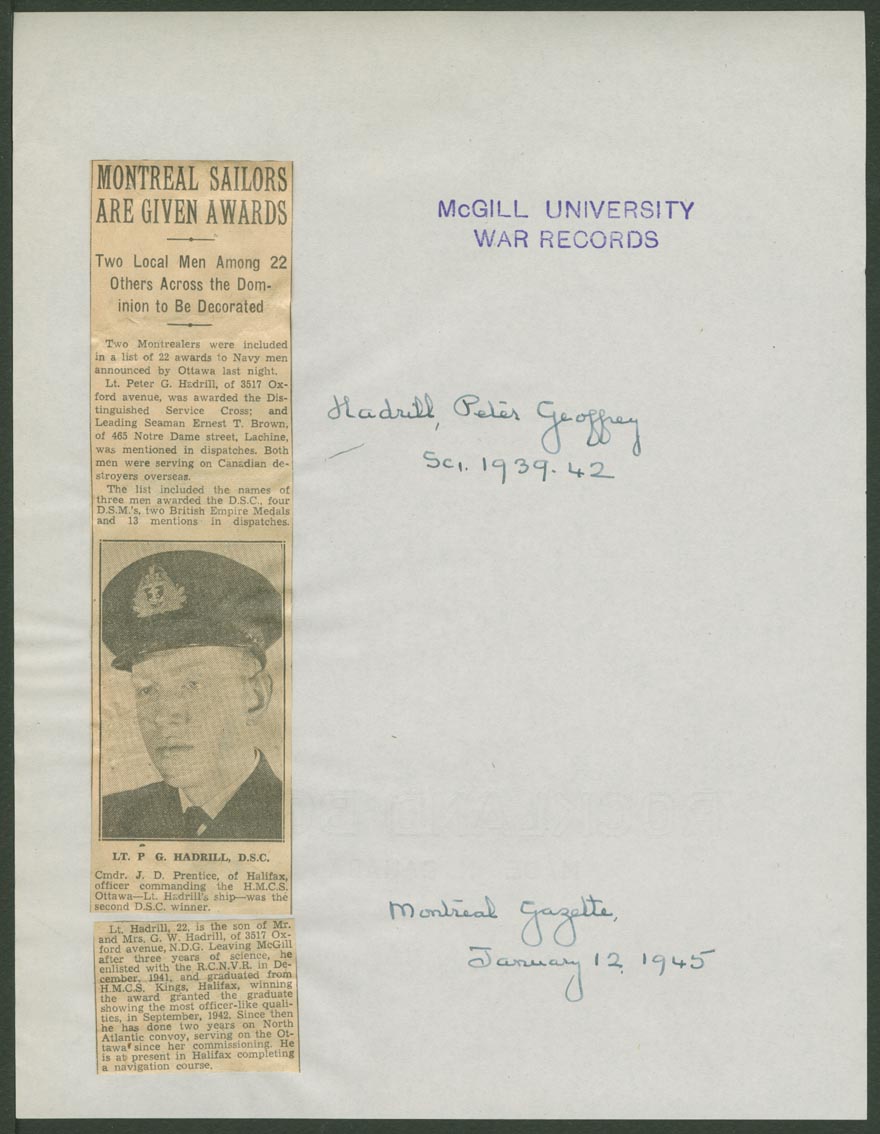 MONTREAL SAILORS
ARE GIVEN AWARDS
Two Local Men Among 22
Others Across the Dom-
inion to Be Decorated
Two Montrealers were included
in a list of 22 awards to Navy men
announced by Ottawa last night.
Lt. Peter G. Hadrill, of 3517 Ox-
ford avenue, was awarded the Dis-
tinguished Service Cross; and
Leading Seaman Ernest T. Brown,
of 465 Notre Dame street, Lachine,
was mentioned in dispatches. Both
men were serving on Canadian de-
stroyers overseas.
The list included the names of
three men awarded the D.S.C., four
D.S.M.'s, two British Empire Medals
and 13 mentions in dispatches.
LT. P G. HADRILL, D.S.C.
Cmdr. J. D. Prentice, of Halifax,
officer commanding the H.M.C.S.
Ottawa—Lt. Hadrill's ship—was the
second D.S.C. winner.
Lt. Hadrill, 22, is the son of Mr.
and Mrs. G. W. Hadrill, of 3517 Ox-
ford avenue, N.D.G. Leaving McGill
after three years of science, he
enlisted with the R.C.N.V.R. in De-
cember, 1941, and graduated from
H.M.C.S. Kings, Halifax, winning
the award granted the graduate
showing the most officer-like quali-
ties, in September, 1942. Since then
he has done two years on North
Atlantic convoy, serving on the Ot-
tawa since her commissioning. He
is at present in Halifax completing
a navigation course.
McGILL UNIVERSITY
WAR RECORDS
Hadrill, Peter Geoffrey
Sci. 1939-42
Montreal Gazette,
January 12, 1945